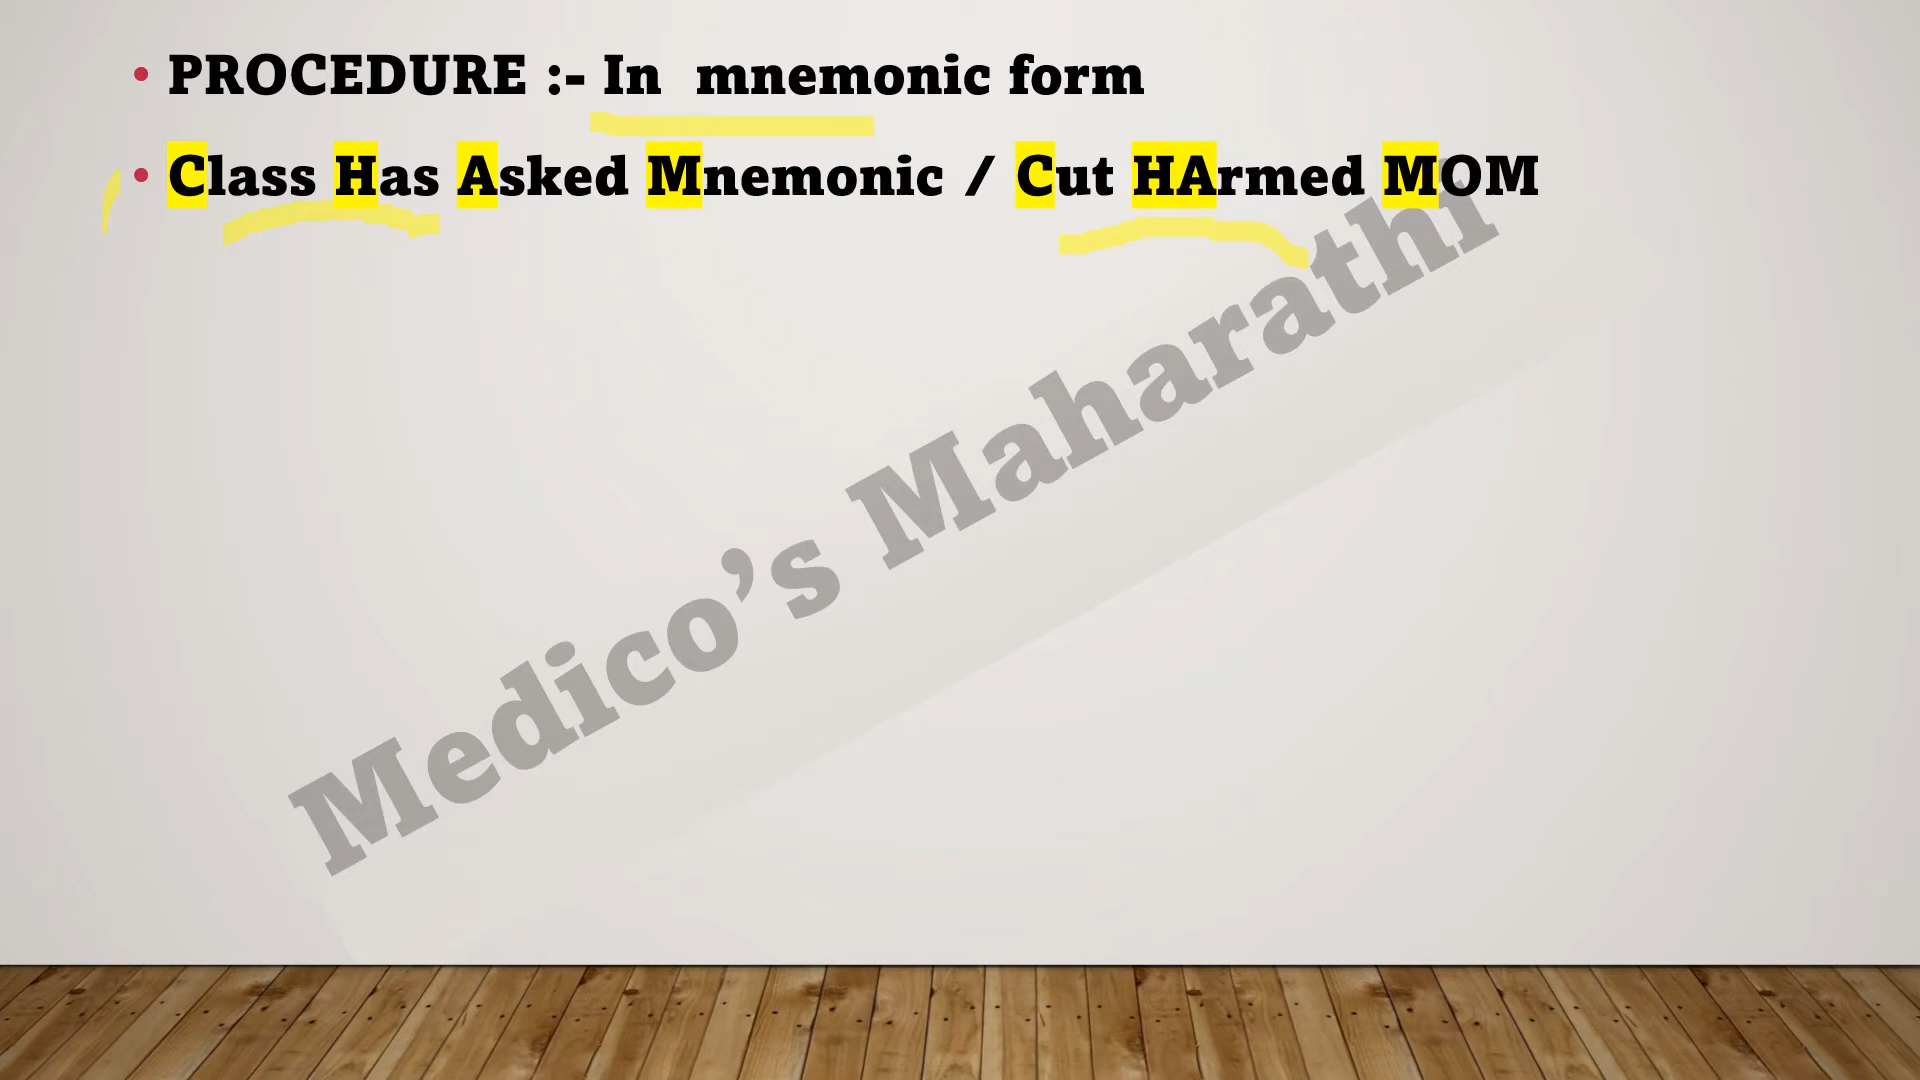 • PROCEDURE :- In mnemonic form
• Class Has Asked Mnemonic / Cut HArmed MOM
Medico’s Maharathi